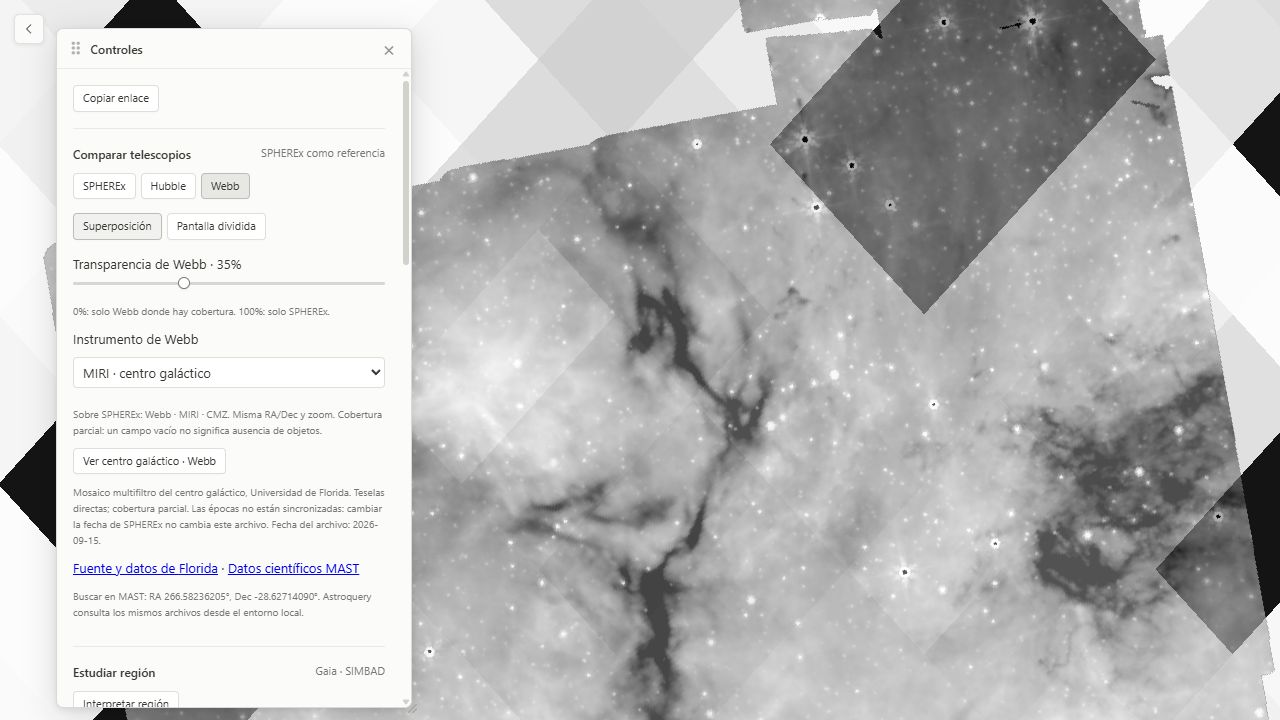 Controles
Copiar enlace
Comparar telescopios
SPHEREx como referencia
SPHEREx
Hubble
Webb
Superposición
Pantalla dividida
Transparencia de Webb · 35%
0%: solo Webb donde hay cobertura. 100%: solo SPHEREx.
Instrumento de Webb
MIRI · centro galáctico
Sobre SPHEREx: Webb · MIRI · CMZ. Misma RA/Dec y zoom. Cobertura
parcial: un campo vacío no significa ausencia de objetos.
Ver centro galáctico · Webb
Mosaico multifiltro del centro galáctico, Universidad de Florida. Teselas
directas; cobertura parcial. Las épocas no están sincronizadas: cambiar
la fecha de SPHEREx no cambia este archivo. Fecha del archivo: 2026-
09-15.
Fuente y datos de Florida · Datos científicos MAST
Buscar en MAST: RA 266.58236205°, Dec -28.62714090°. Astroquery
consulta los mismos archivos desde el entorno local.
Estudiar región
Gaia · SIMBAD
Interpretar región